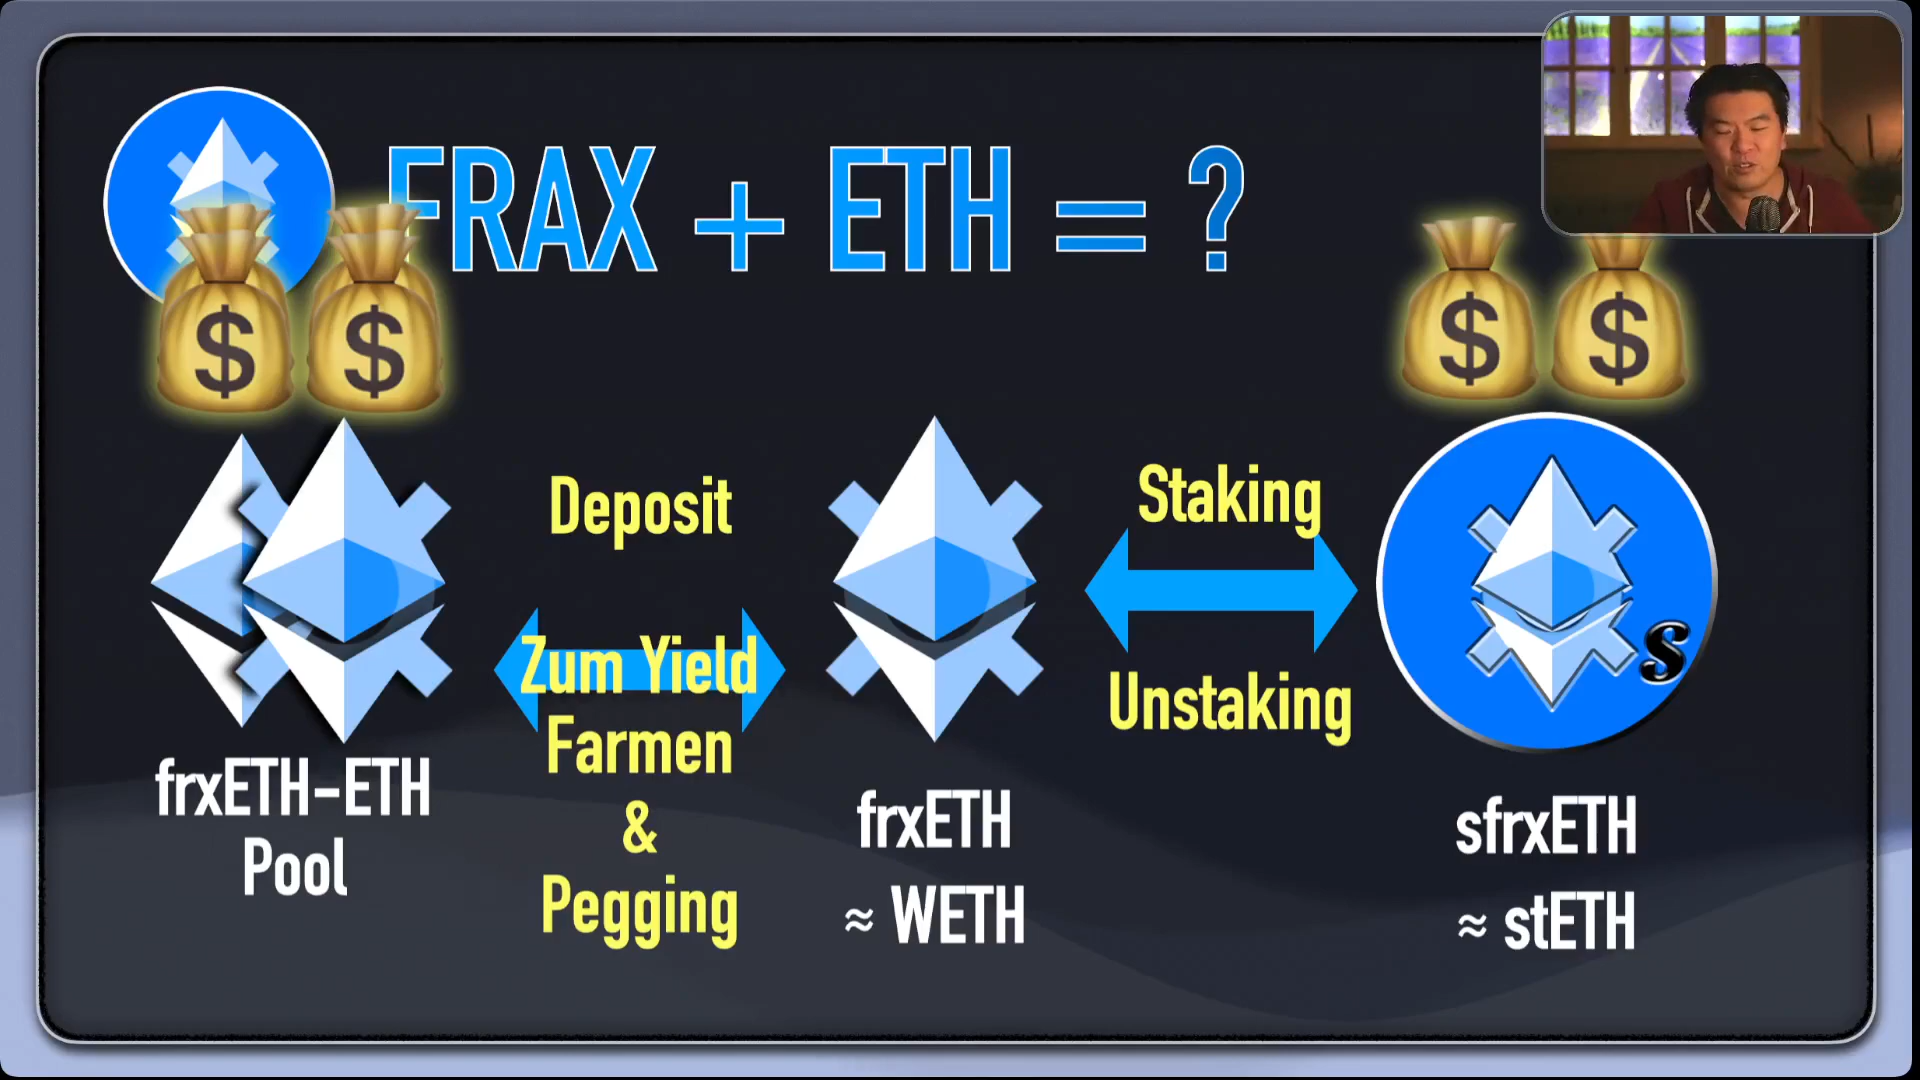 FRAX + ETH = ?
$ $
$ $
Deposit
Zum Yield
Farmen
&
Pegging
Staking
Unstaking
frxETH-ETH
Pool
frxETH
≈ WETH
S
sfrxETH
≈ stETH